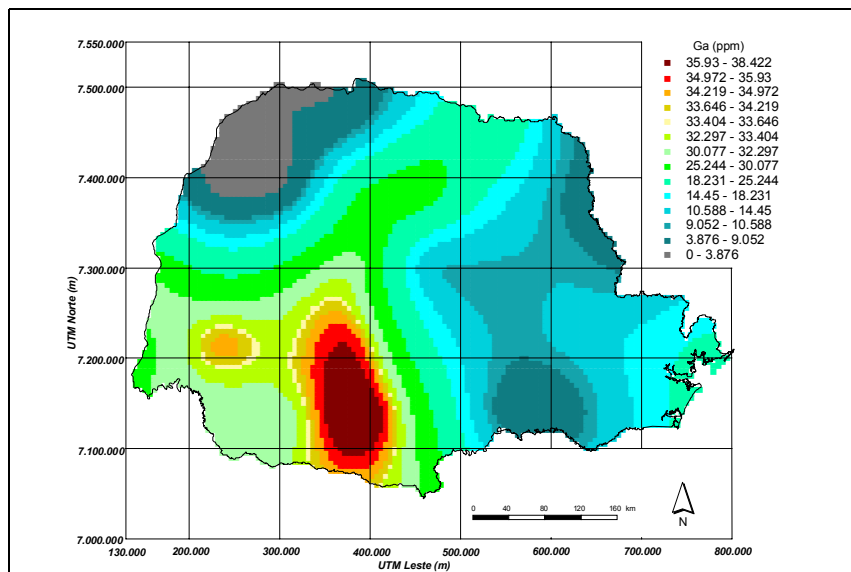 Ga (ppm)
35.93 - 38.422
34.972 - 35.93
34.219 - 34.972
33.646 - 34.219
33.404 - 33.646
32.297 - 33.404
30.077 - 32.297
25.244 - 30.077
18.231 - 25.244
14.45 - 18.231
10.588 - 14.45
9.052 - 10.588
3.876 - 9.052
0 - 3.876
7.550.000
7.500.000
7.400.000
7.300.000
7.200.000
7.100.000
7.000.000
UTM Norte (m)
0 40 80 120 160 km
N
130.000 200.000 300.000 400.000 500.000 600.000 700.000 800.000
UTM Leste (m)